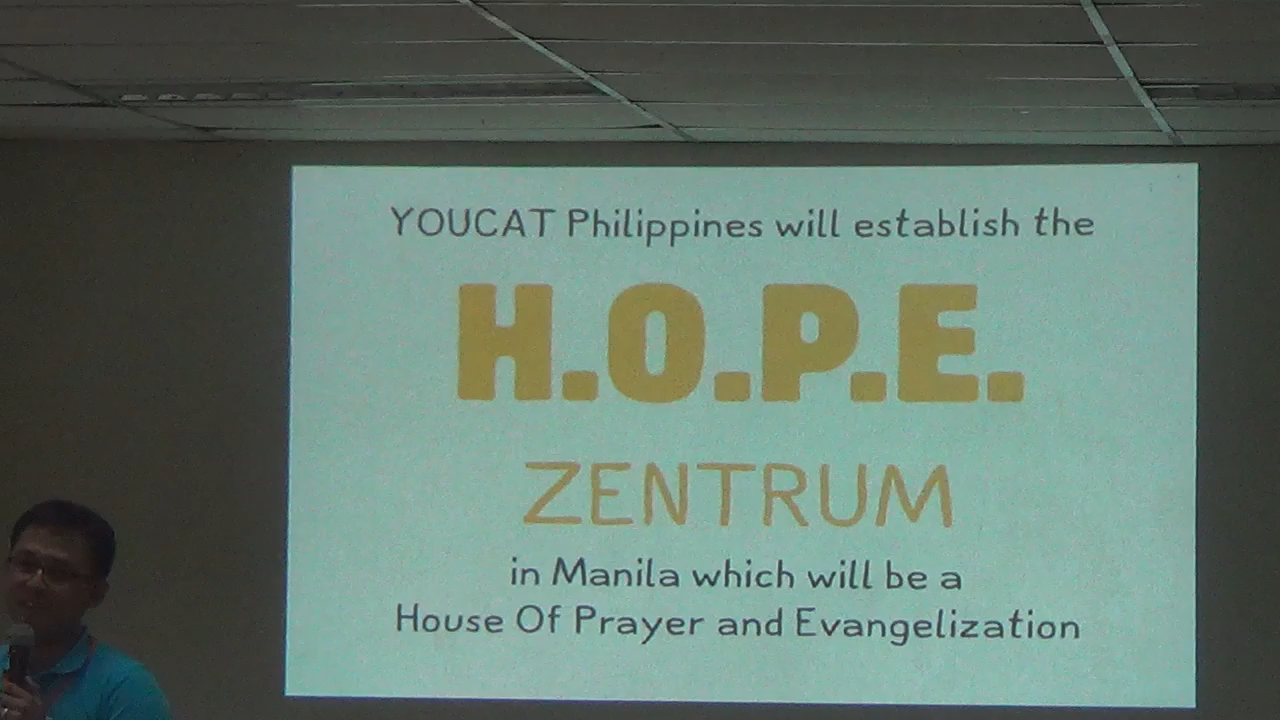 YOUCAT Philippines will establish the
H.O.P.E.
ZENTRUM
in Manila which will be a
House Of Prayer and Evangelization